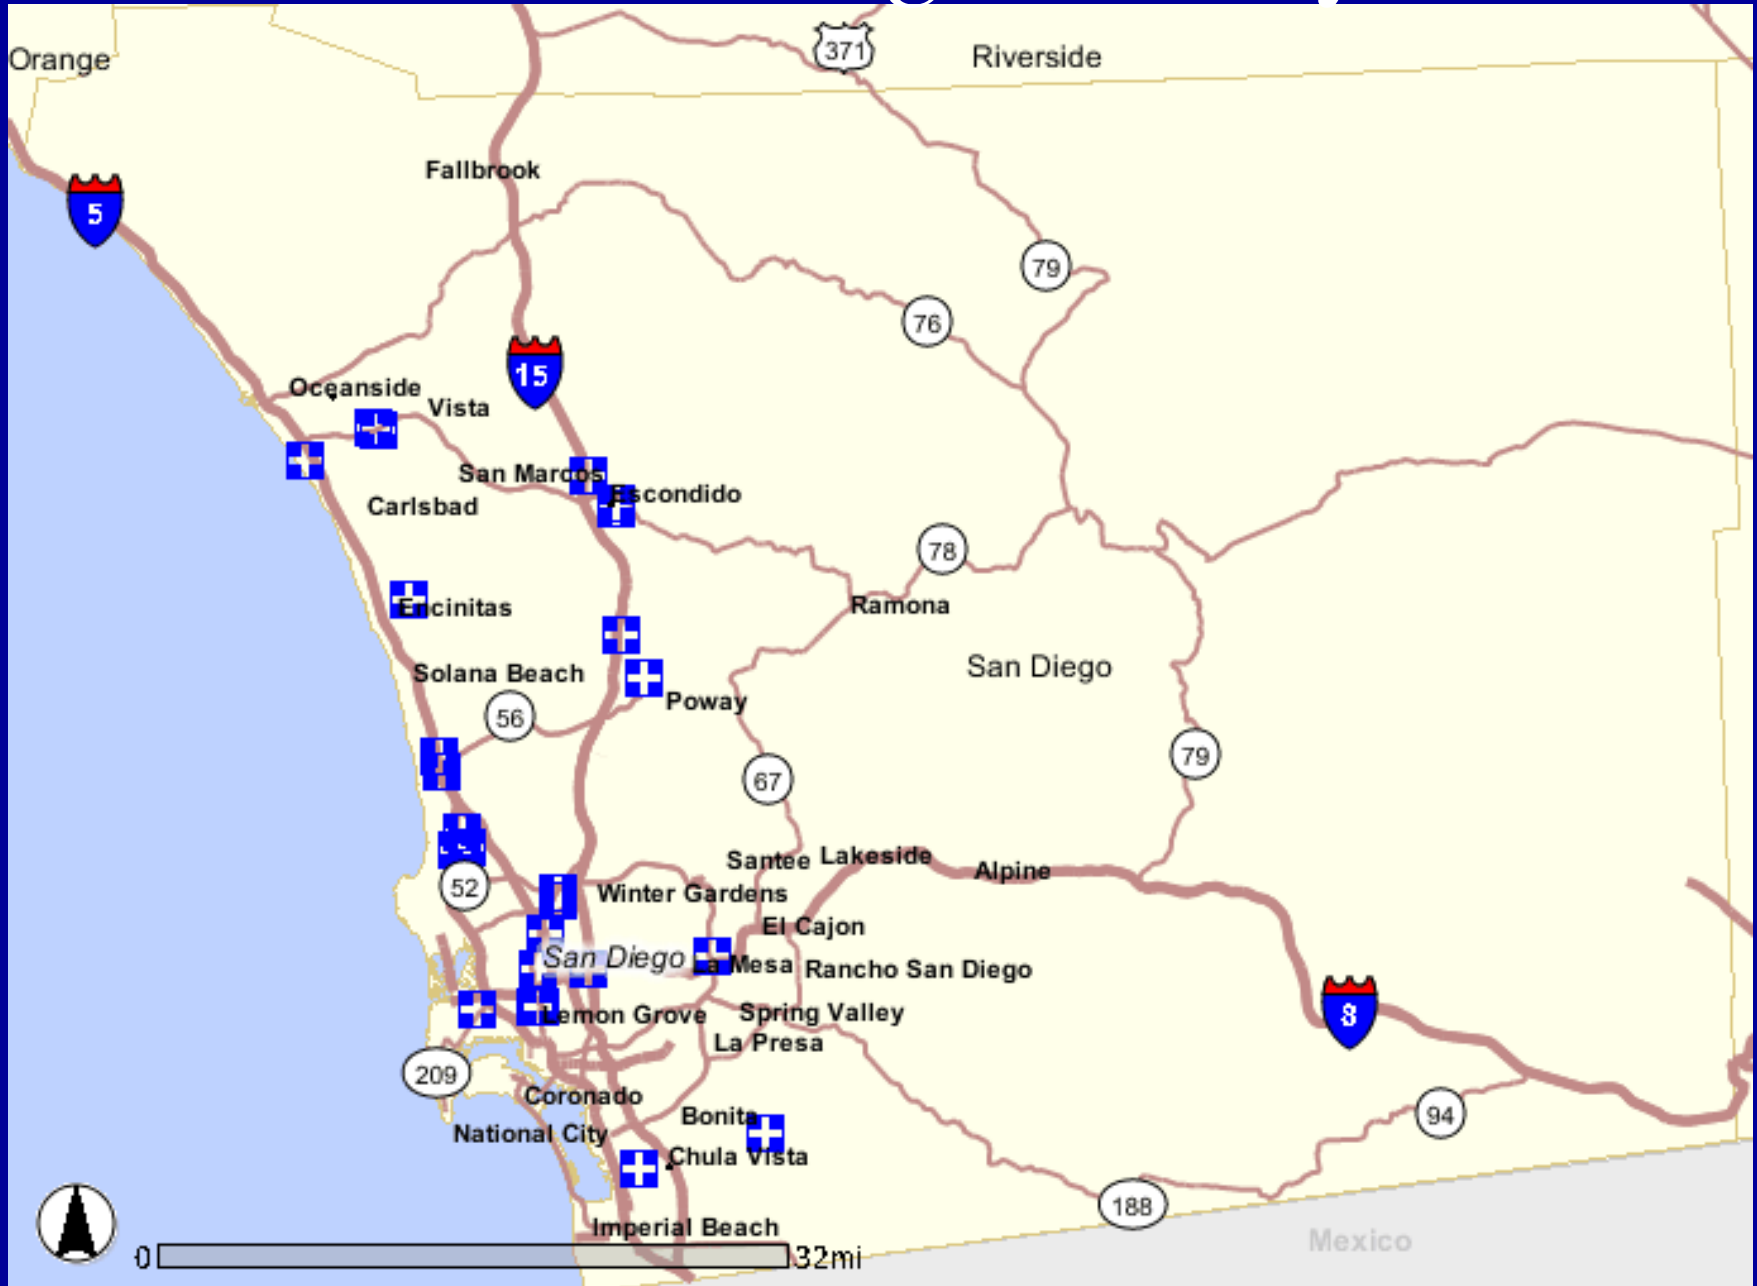 371
Orange
Riverside
Fallbrook
5
79
76
15
Oceanside
Vista
San Marcos
Escondido
Carlsbad
78
Ramona
Encinitas
San Diego
Solana Beach
Poway
56
79
67
Santee
Lakeside
Alpine
52
Winter Gardens
El Cajon
San Diego
La Mesa
Rancho San Diego
Lemon Grove
Spring Valley
8
La Presa
209
Coronado
Bonita
94
National City
Chula Vista
188
Imperial Beach
Mexico
0
32mi